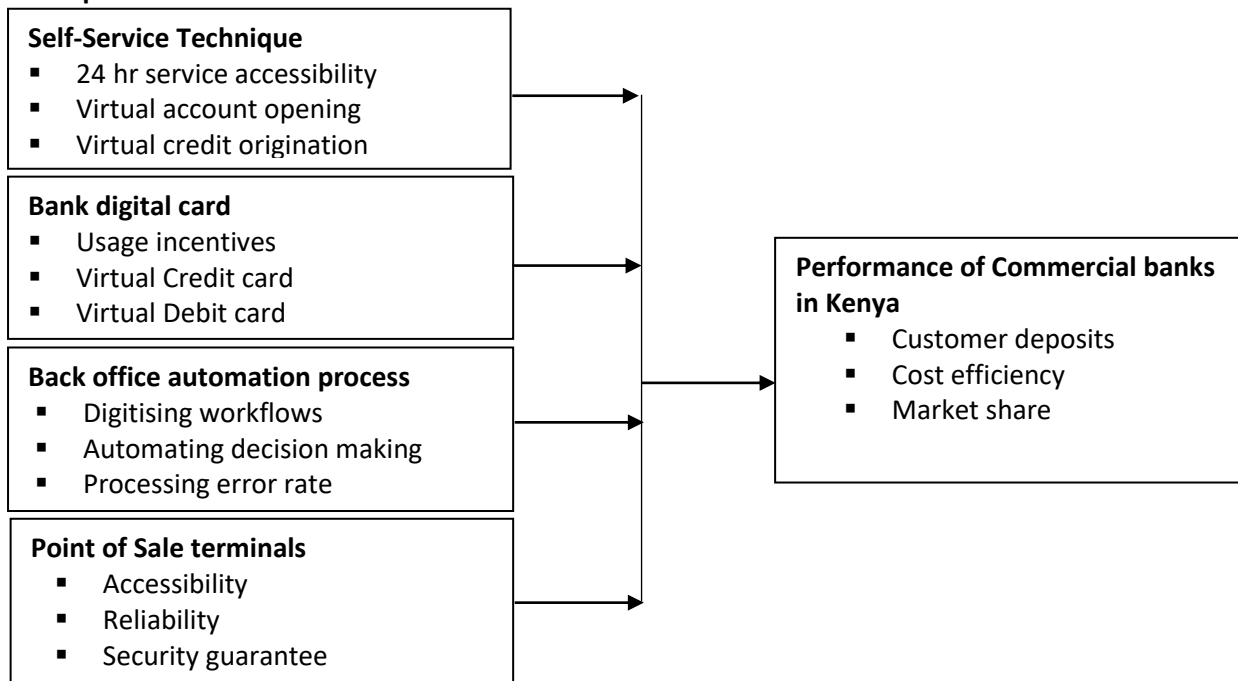 Self-Service Technique
▪ 24 hr service accessibility
▪ Virtual account opening
▪ Virtual credit origination
Bank digital card
▪ Usage incentives
▪ Virtual Credit card
▪ Virtual Debit card
Back office automation process
▪ Digitising workflows
▪ Automating decision making
▪ Processing error rate
Point of Sale terminals
▪ Accessibility
▪ Reliability
▪ Security guarantee
Performance of Commercial banks
in Kenya
▪ Customer deposits
▪ Cost efficiency
▪ Market share